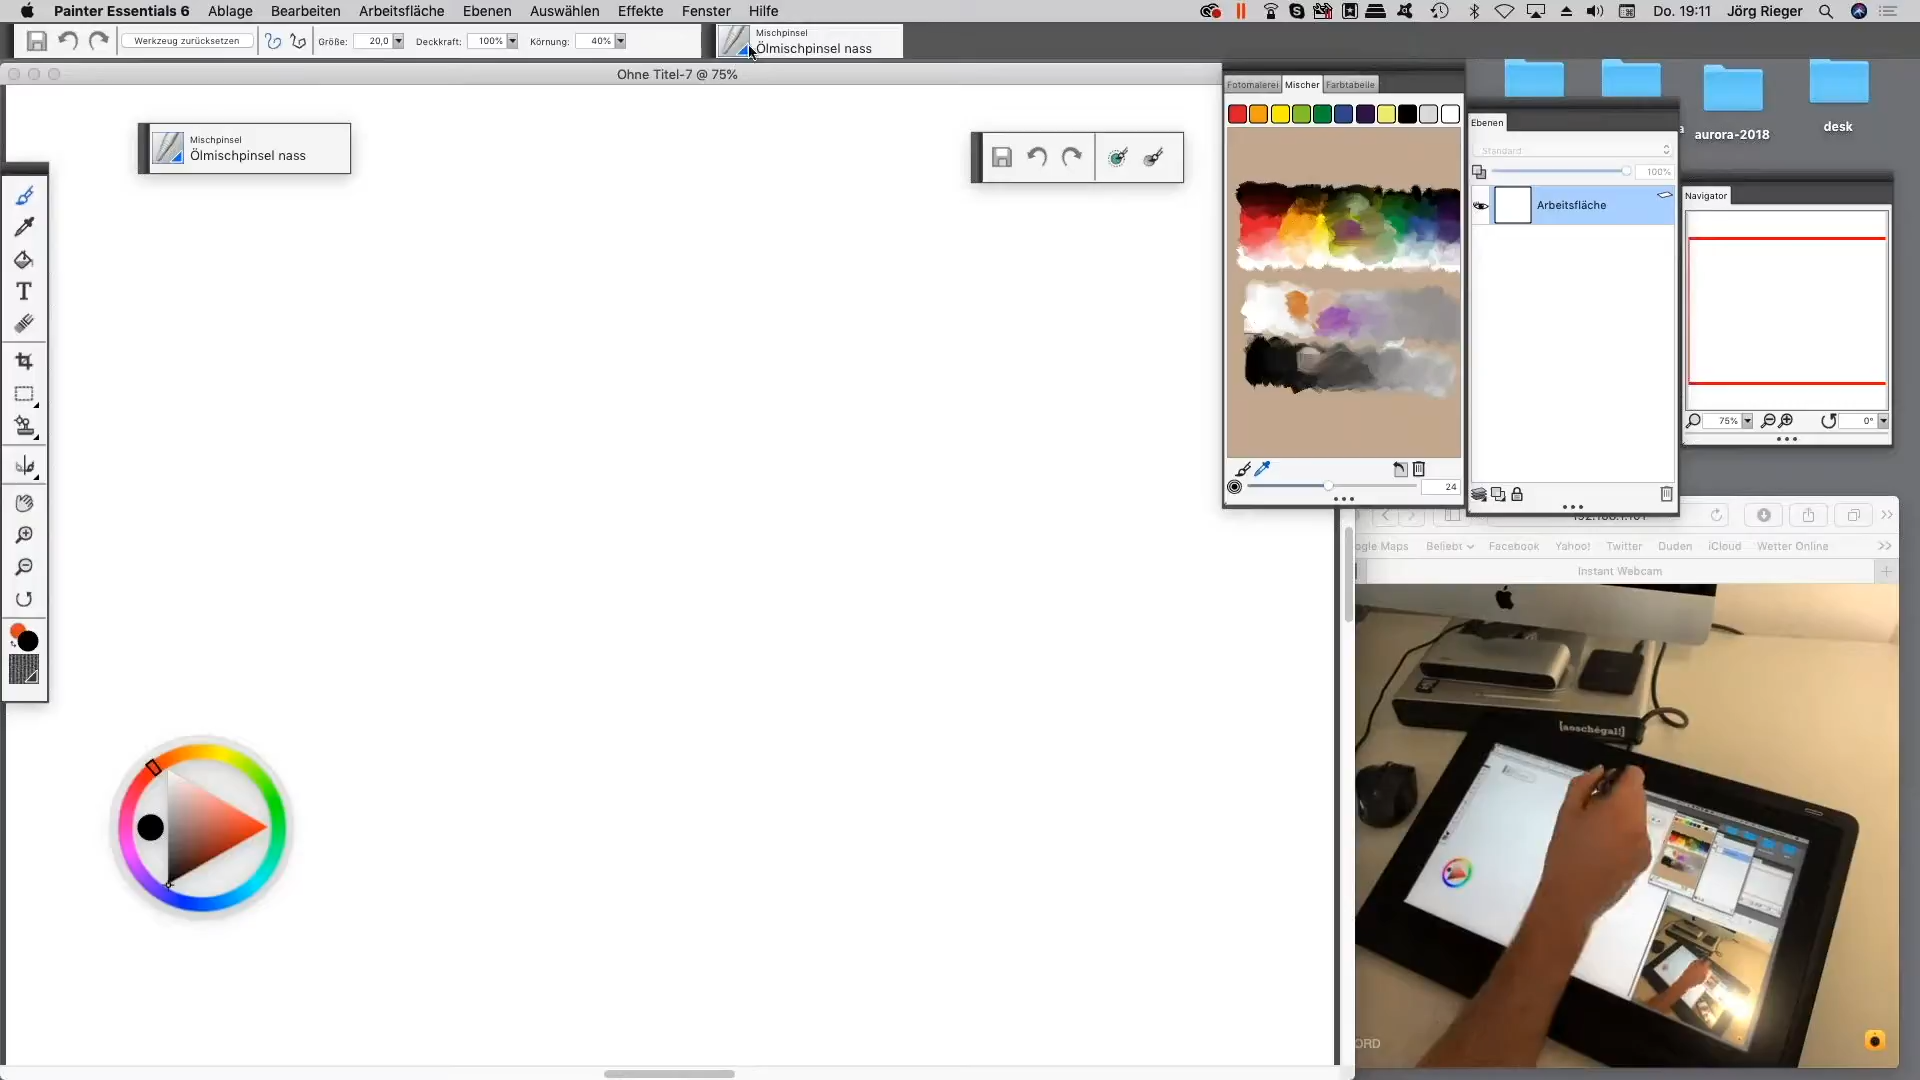 Painter Essentials 6 Ablage Bearbeiten Arbeitsfläche Ebenen Auswählen Effekte Fenster Hilfe
Do. 19:11 Jörg Rieger
Werkzeug zurücksetzen Größe: 20,0 Deckkraft: 100% Körnung: 40%
Mischpinsel
Ölmischpinsel nass
Ohne Titel-7 @ 75%
Mischpinsel
Ölmischpinsel nass
T
Fotomalerei Mischer Farbtabelle
24
Ebenen
Standard
100%
Arbeitsfläche
aurora-2018
desk
Navigator
75% 0°
Maps Beliebt Facebook Yahoo! Twitter Duden iCloud Wetter Online
Instant Webcam
[aoschégal!]
ORD